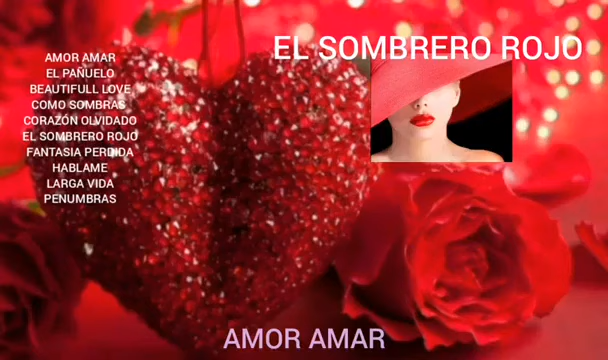 EL SOMBRERO ROJO
AMOR AMAR
EL PAÑUELO
BEAUTIFULL LOVE
COMO SOMBRAS
CORAZÓN OLVIDADO
EL SOMBRERO ROJO
FANTASIA PERDIDA
HABLAME
LARGA VIDA
PENUMBRAS
AMOR AMAR